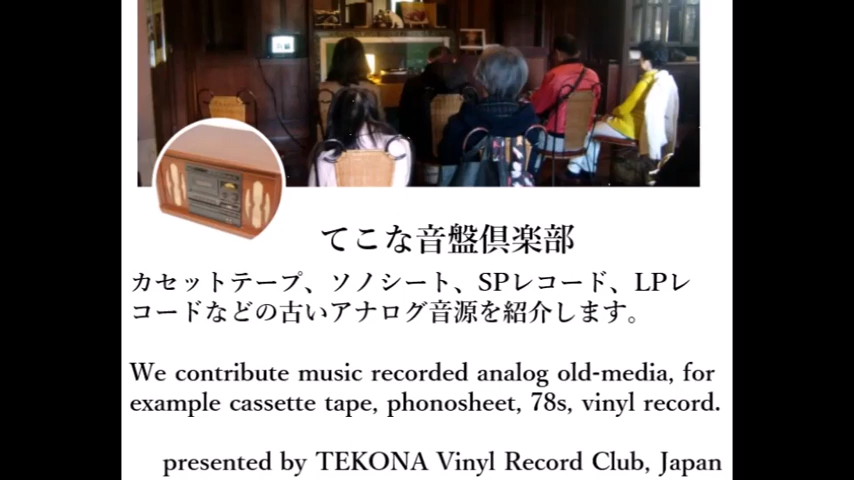 てこな音盤倶楽部
カセットテープ、ソノシート、SPレコード、LPレ
コードなどの古いアナログ音源を紹介します。
We contribute music recorded analog old-media, for
example cassette tape, phonosheet, 78s, vinyl record.
presented by TEKONA Vinyl Record Club, Japan